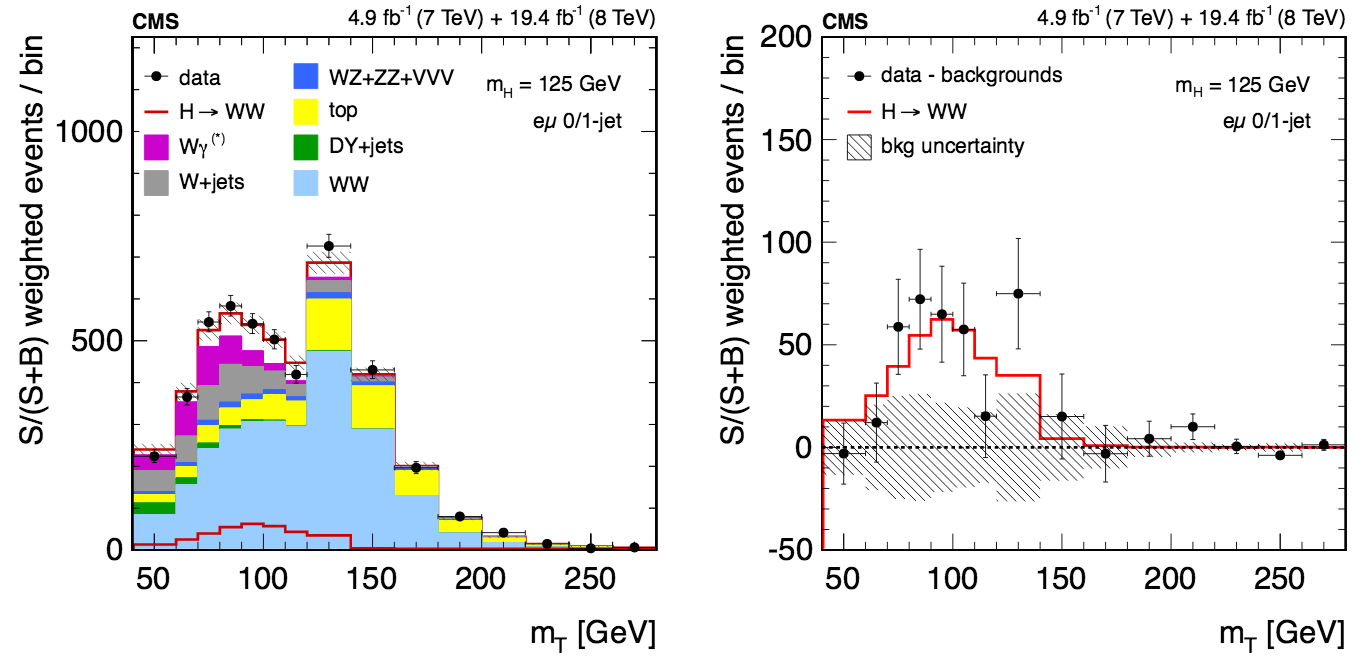 CMS 4.9 fb⁻¹ (7 TeV) + 19.4 fb⁻¹ (8 TeV)
S/(S+B) weighted events / bin
data
H → WW
Wγ⁽*⁾
W+jets
WZ+ZZ+VVV
top
DY+jets
WW
m_H = 125 GeV
eμ 0/1-jet
1000
500
0
50 100 150 200 250
m_T [GeV]
CMS 4.9 fb⁻¹ (7 TeV) + 19.4 fb⁻¹ (8 TeV)
S/(S+B) weighted events / bin
data - backgrounds
H → WW
bkg uncertainty
m_H = 125 GeV
eμ 0/1-jet
200
150
100
50
0
-50
50 100 150 200 250
m_T [GeV]